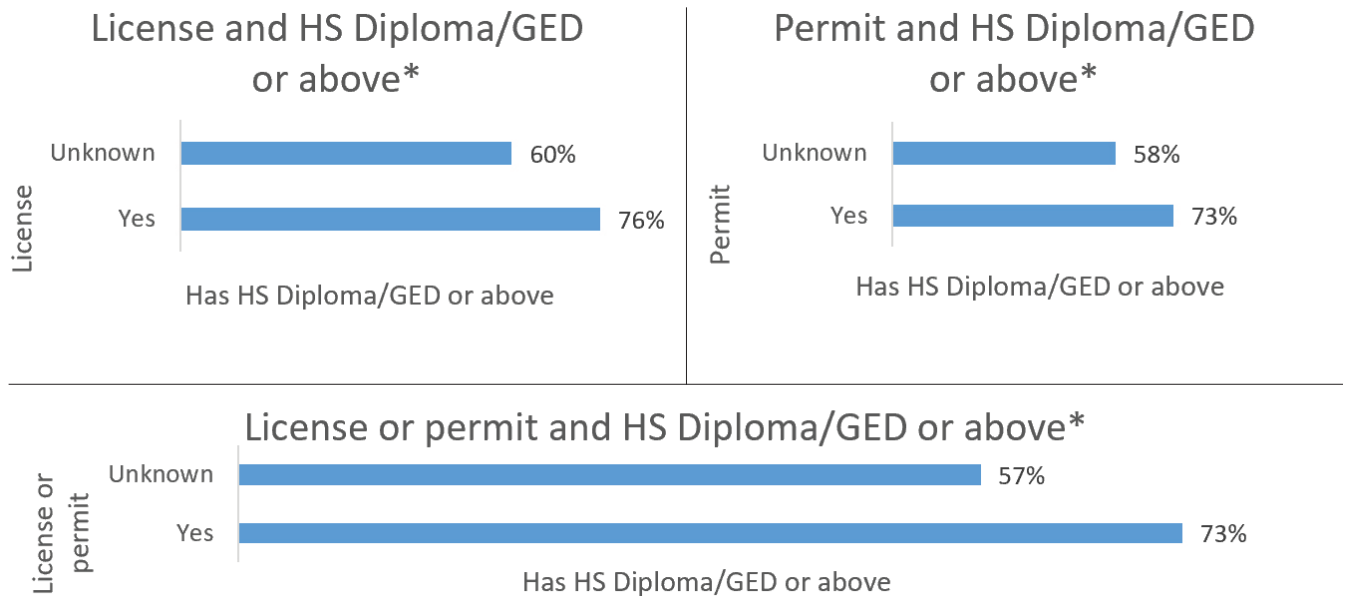 License and HS Diploma/GED
or above*
Unknown
60%
Yes
76%
License
Has HS Diploma/GED or above
Permit and HS Diploma/GED
or above*
Unknown
58%
Yes
73%
Permit
Has HS Diploma/GED or above
License or permit and HS Diploma/GED or above*
Unknown
57%
Yes
73%
License or
permit
Has HS Diploma/GED or above